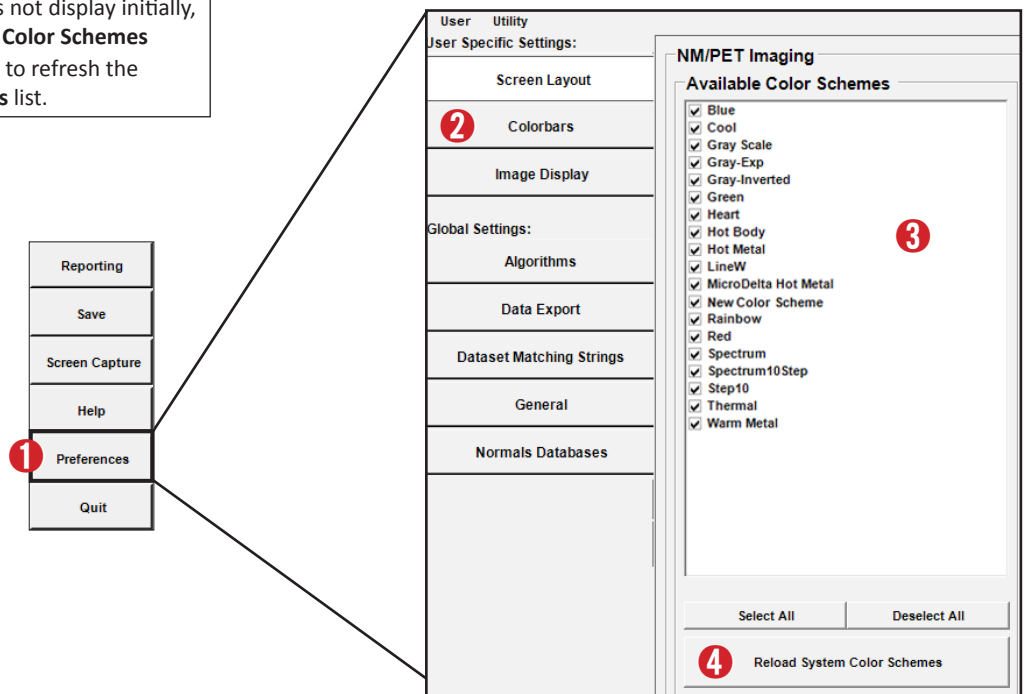 s not display initially,
Color Schemes
to refresh the
s list.
Reporting
Save
Screen Capture
Help
1 Preferences
Quit
User Utility
User Specific Settings:
Screen Layout
2 Colorbars
Image Display
Global Settings:
Algorithms
Data Export
Dataset Matching Strings
General
Normals Databases
NM/PET Imaging
Available Color Schemes
Blue
Cool
Gray Scale
Gray-Exp
Gray-Inverted
Green
Heart
Hot Body
Hot Metal
LineW
MicroDelta Hot Metal
New Color Scheme
Rainbow
Red
Spectrum
Spectrum10Step
Step10
Thermal
Warm Metal
3
Select All Deselect All
4 Reload System Color Schemes